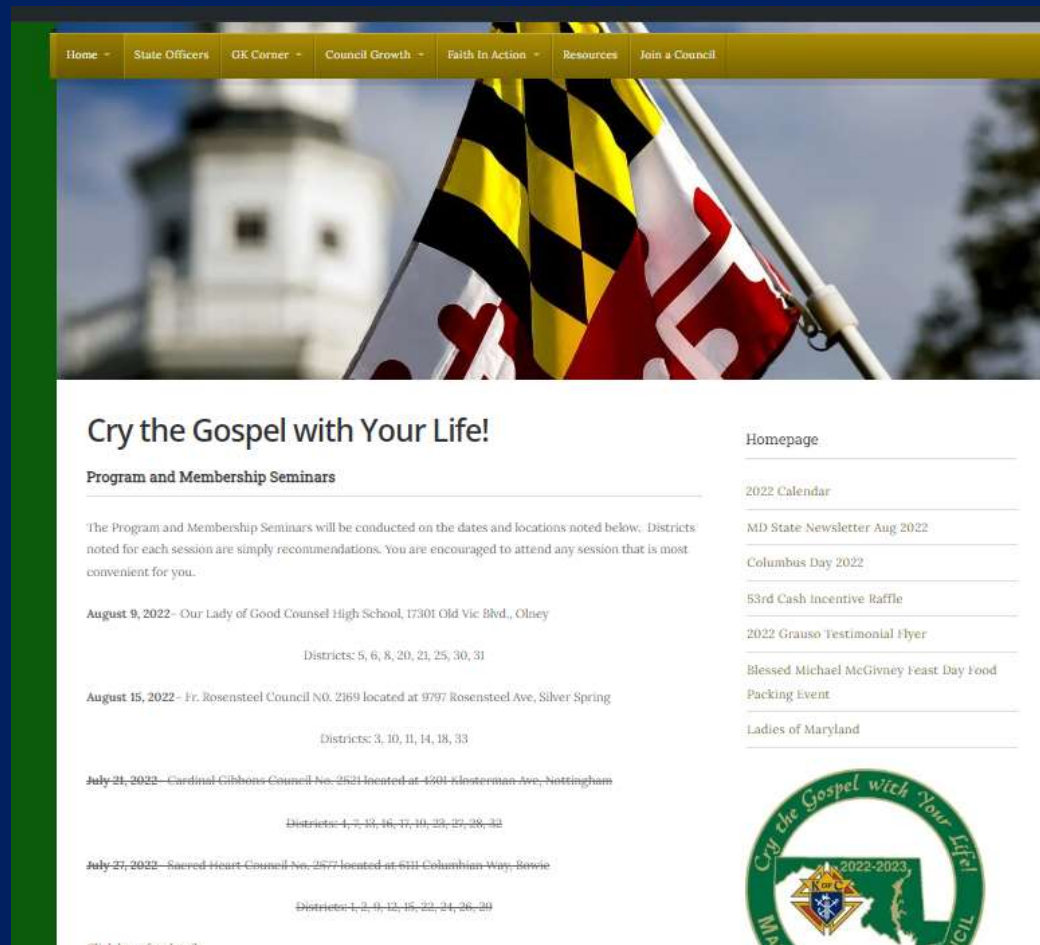 Home
State Officers
GK Corner
Council Growth
Faith In Action
Resources
Join a Council
Cry the Gospel with Your Life!
Program and Membership Seminars
The Program and Membership Seminars will be conducted on the dates and locations noted below. Districts
noted for each session are simply recommendations. You are encouraged to attend any session that is most
convenient for you.
August 9, 2022– Our Lady of Good Counsel High School, 17301 Old Vic Blvd., Olney
Districts: 5, 6, 8, 20, 21, 25, 30, 31
August 15, 2022– Fr. Rosensteel Council N0. 2169 located at 9797 Rosensteel Ave, Silver Spring
Districts: 3, 10, 11, 14, 18, 33
July 21, 2022– Cardinal Gibbons Council No. 2521 located at 4301 Klosterman Ave, Nottingham
Districts: 4, 7, 13, 16, 17, 19, 23, 27, 28, 32
July 27, 2022– Sacred Heart Council No. 2577 located at 6111 Columbian Way, Bowie
Districts: 1, 2, 9, 12, 15, 22, 24, 26, 29
Homepage
2022 Calendar
MD State Newsletter Aug 2022
Columbus Day 2022
53rd Cash Incentive Raffle
2022 Grauso Testimonial Flyer
Blessed Michael McGivney Feast Day Food
Packing Event
Ladies of Maryland
Cry the Gospel with Your Life!
2022-2023
K OF C